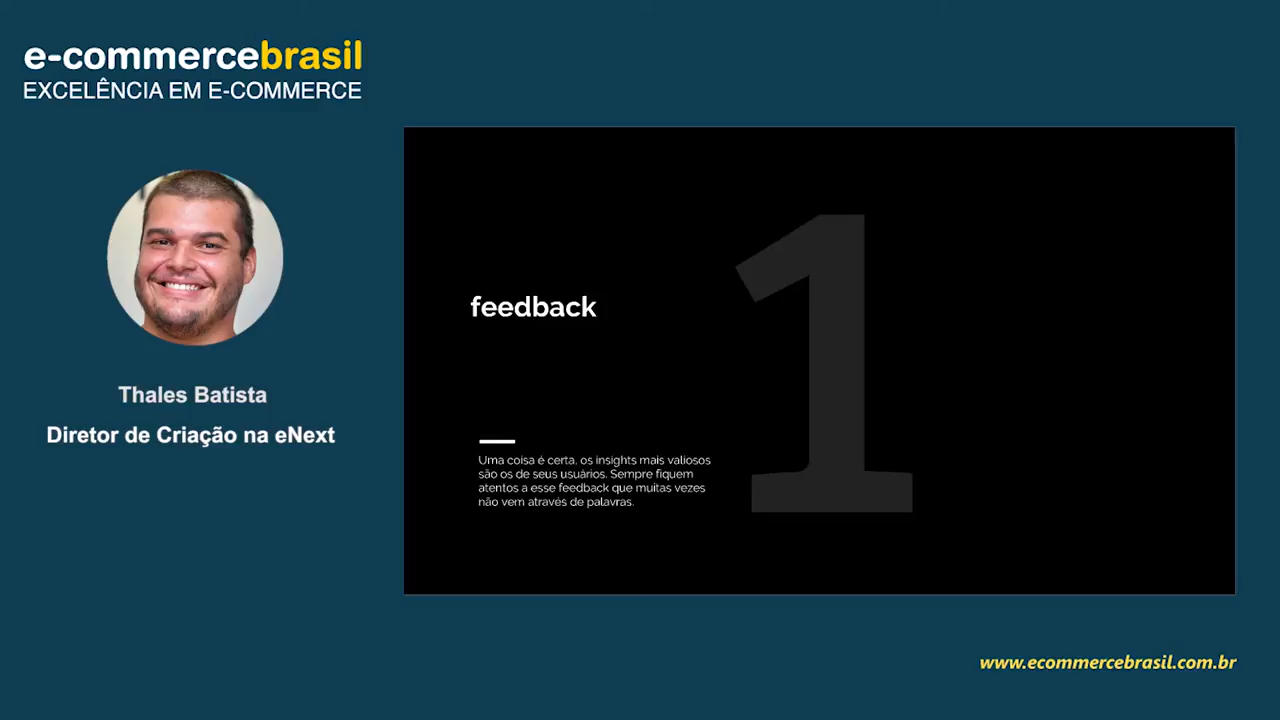 e-commercebrasil
EXCELÊNCIA EM E-COMMERCE
Thales Batista
Diretor de Criação na eNext
1
feedback
Uma coisa é certa, os insights mais valiosos
são os de seus usuários. Sempre fiquem
atentos a esse feedback que muitas vezes
não vem através de palavras.
www.ecommercebrasil.com.br